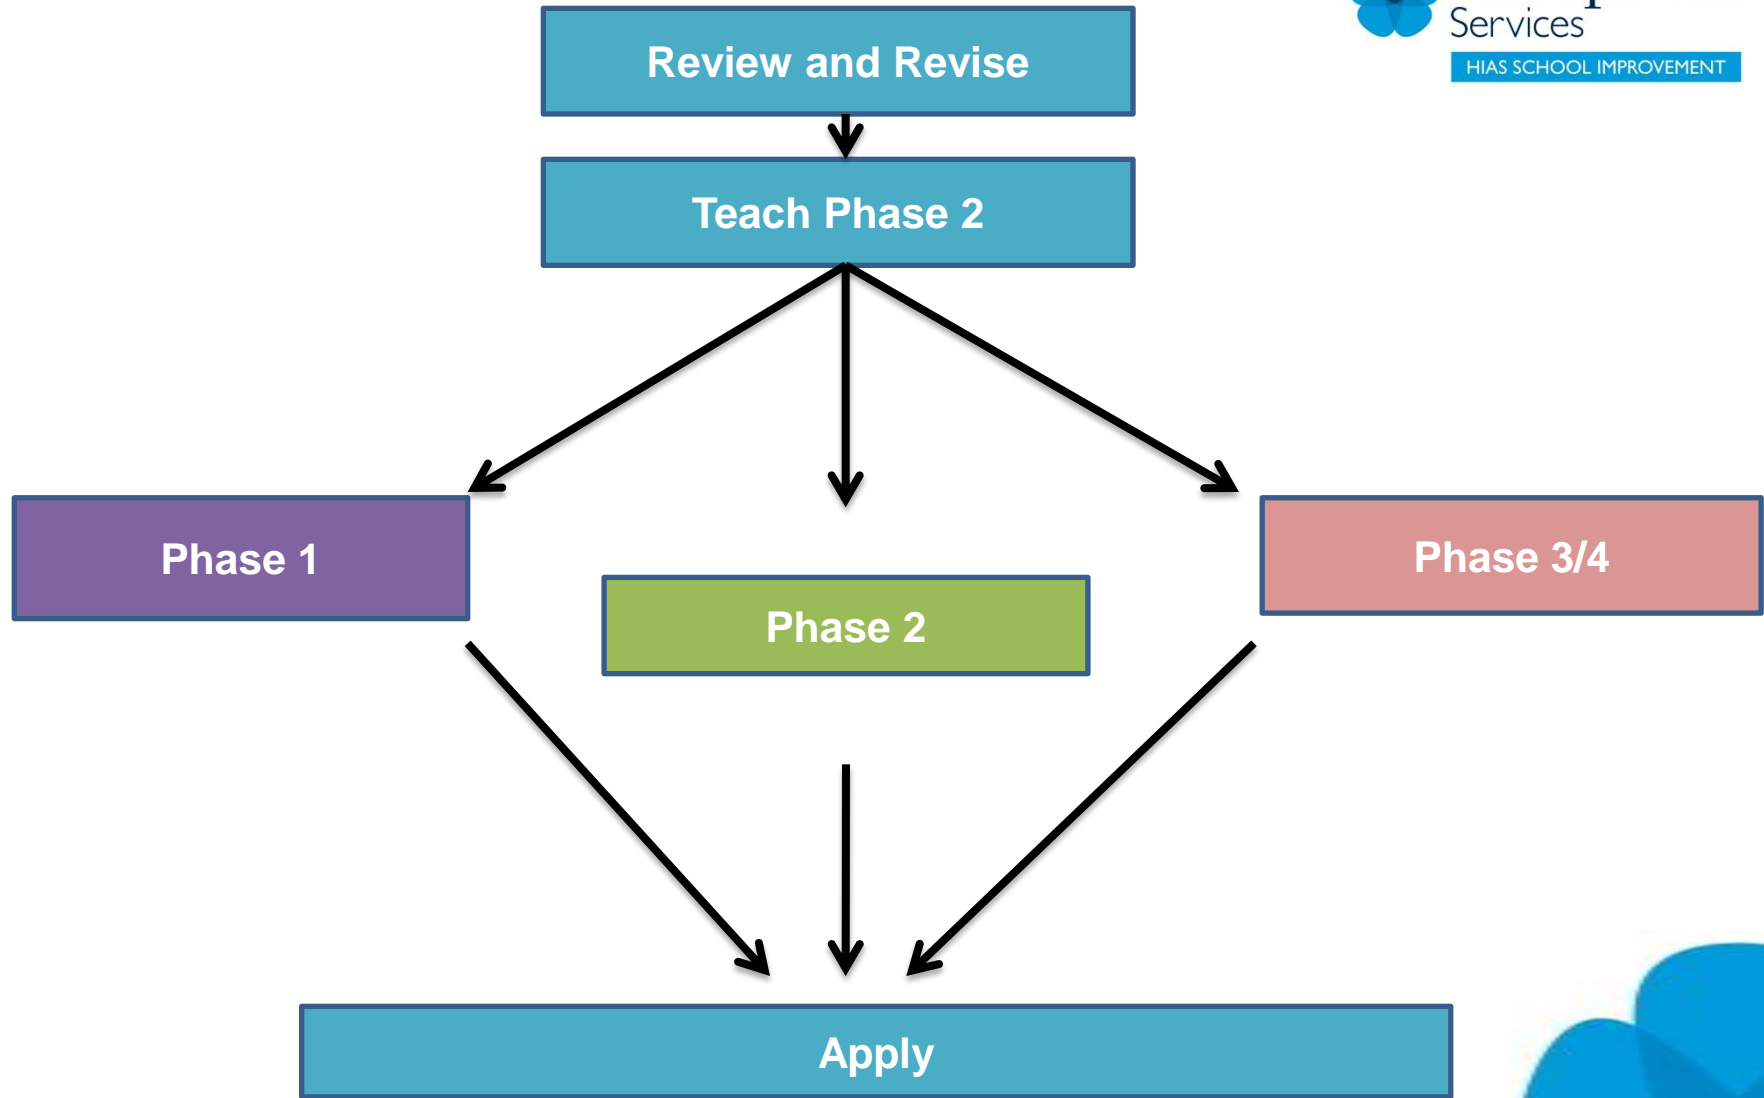 Services
HIAS SCHOOL IMPROVEMENT
Review and Revise
Teach Phase 2
Phase 1
Phase 2
Phase 3/4
Apply